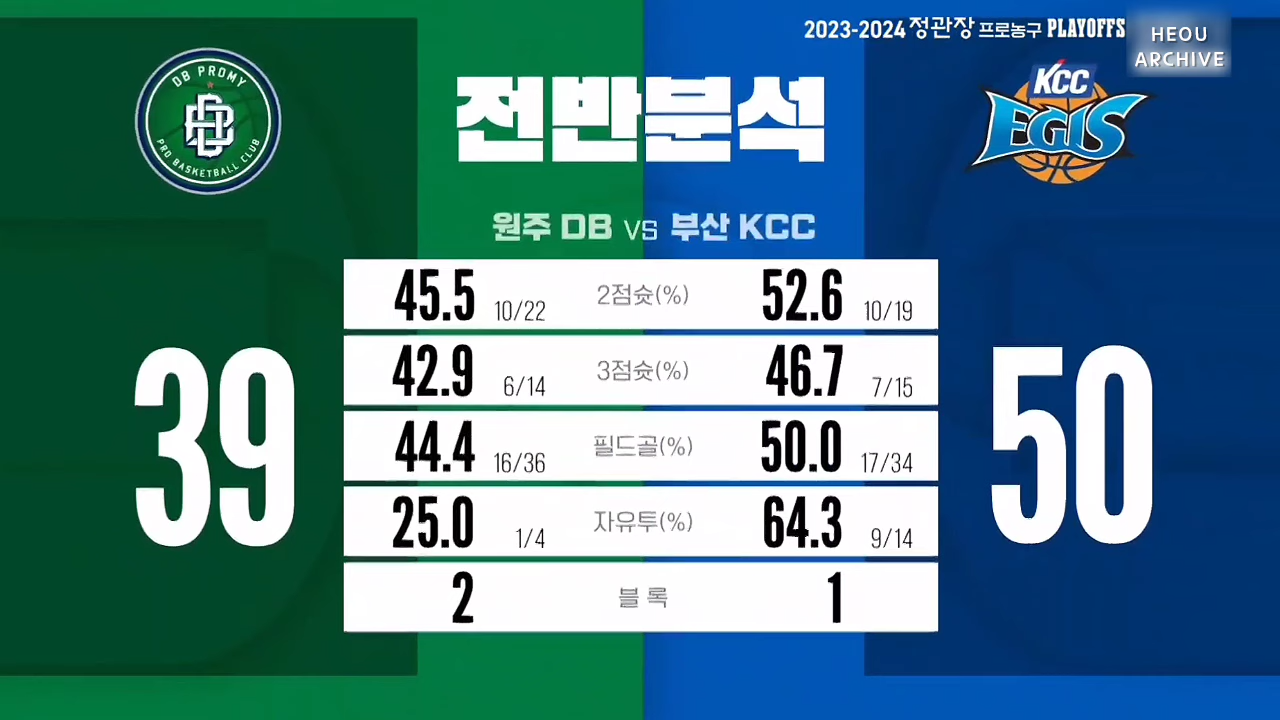 2023-2024 정관장 프로농구 PLAYOFFS
HEOU
ARCHIVE
DB PROMY
PRO BASKETBALL CLUB
KCC
EGIS
전반분석
원주 DB VS 부산 KCC
45.5 10/22 2점슛(%) 52.6 10/19
42.9 6/14 3점슛(%) 46.7 7/15
39
44.4 16/36 필드골(%) 50.0 17/34
50
25.0 1/4 자유투(%) 64.3 9/14
2 블록 1